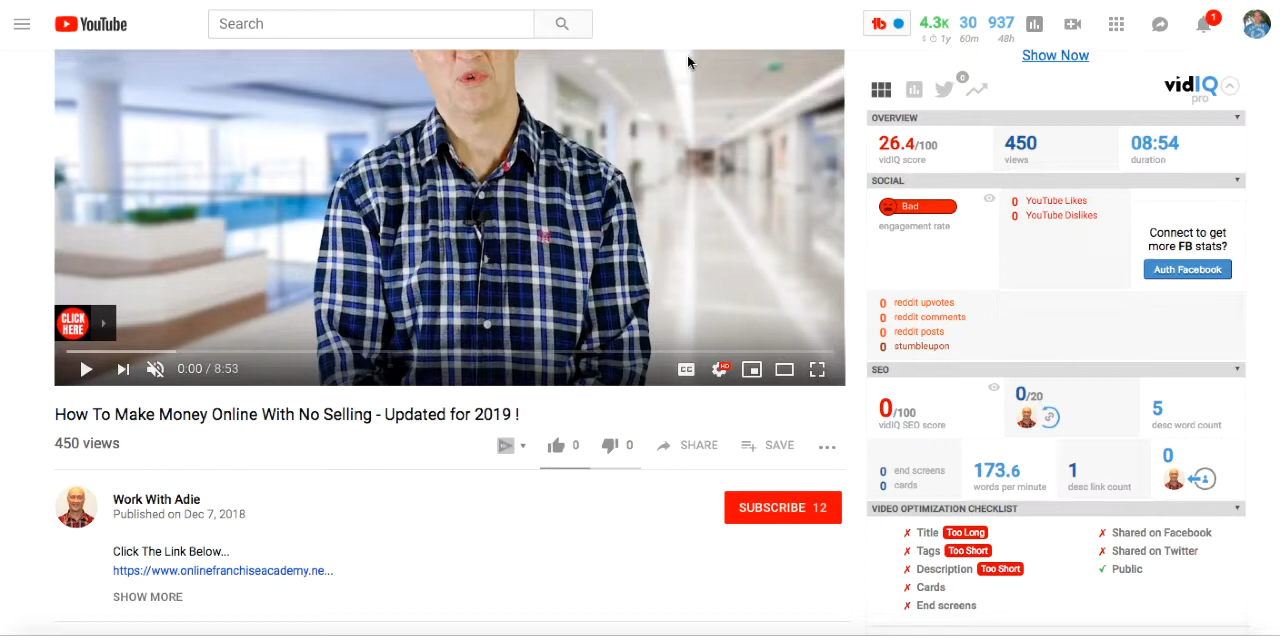 YouTube
Search
tb
4.3K 30 937
1y 60m 48h
1
Show Now
0
vidIQ
pro
OVERVIEW
26.4/100
vidIQ score
450
views
08:54
duration
SOCIAL
Bad
engagement rate
0 YouTube Likes
0 YouTube Dislikes
Connect to get
more FB stats?
Auth Facebook
0 reddit upvotes
0 reddit comments
0 reddit posts
0 stumbleupon
SEO
0/100
vidIQ SEO score
0/20
5
desc word count
0 end screens
0 cards
173.6
words per minute
1
desc link count
0
VIDEO OPTIMIZATION CHECKLIST
✗ Title Too Long
✗ Tags Too Short
✗ Description Too Short
✗ Cards
✗ End screens
✗ Shared on Facebook
✗ Shared on Twitter
✓ Public
CLICK
HERE
0:00 / 8:53
CC
HD
How To Make Money Online With No Selling - Updated for 2019 !
450 views
0 0 SHARE SAVE
Work With Adie
Published on Dec 7, 2018
SUBSCRIBE 12
Click The Link Below...
https://www.onlinefranchiseacademy.ne...
SHOW MORE